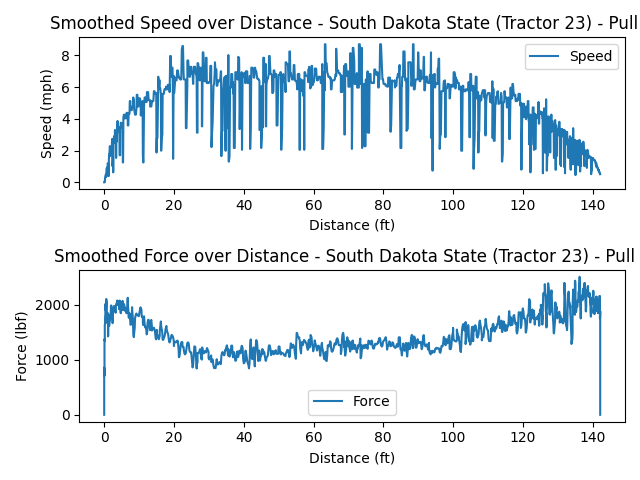 Smoothed Speed over Distance - South Dakota State (Tractor 23) - Pull
8
6
4
2
0
Speed (mph)
Speed
0 20 40 60 80 100 120 140
Distance (ft)
Smoothed Force over Distance - South Dakota State (Tractor 23) - Pull
2000
1000
0
Force (lbf)
Force
0 20 40 60 80 100 120 140
Distance (ft)